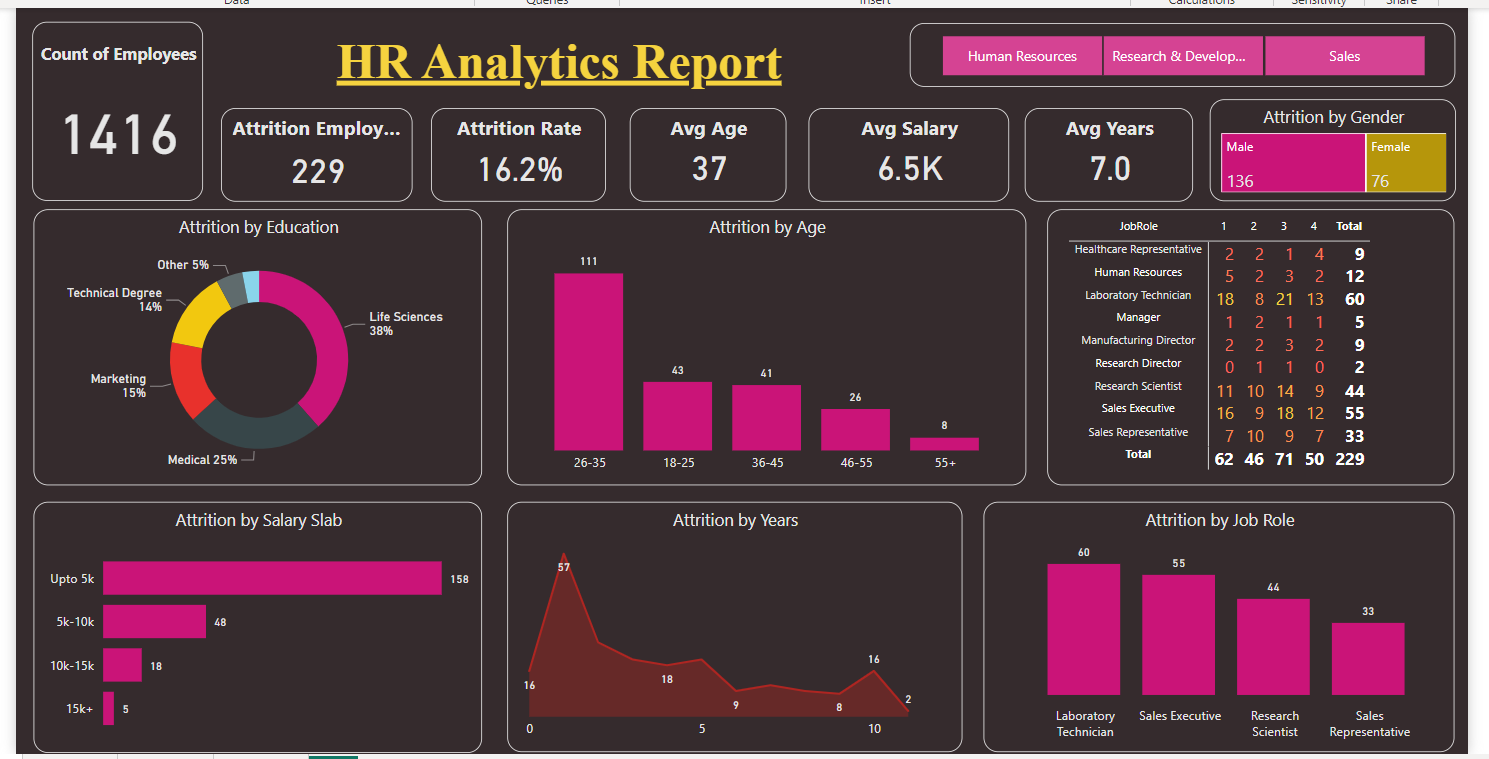 Data Queries Insert Calculations Sensitivity Share
Count of Employees
1416
HR Analytics Report
Human Resources
Research & Develop...
Sales
Attrition Employ...
229
Attrition Rate
16.2%
Avg Age
37
Avg Salary
6.5K
Avg Years
7.0
Attrition by Gender
Male
136
Female
76
Attrition by Education
Other 5%
Technical Degree
14%
Life Sciences
38%
Marketing
15%
Medical 25%
Attrition by Age
111
43
41
26
8
26-35
18-25
36-45
46-55
55+
JobRole 1 2 3 4 Total
Healthcare Representative 2 2 1 4 9
Human Resources 5 2 3 2 12
Laboratory Technician 18 8 21 13 60
Manager 1 2 1 1 5
Manufacturing Director 2 2 3 2 9
Research Director 0 1 1 0 2
Research Scientist 11 10 14 9 44
Sales Executive 16 9 18 12 55
Sales Representative 7 10 9 7 33
Total 62 46 71 50 229
Attrition by Salary Slab
Upto 5k 158
5k-10k 48
10k-15k 18
15k+ 5
Attrition by Years
57
16
18
9
8
16
2
0 5 10
Attrition by Job Role
60
55
44
33
Laboratory
Technician
Sales Executive
Research
Scientist
Sales
Representative